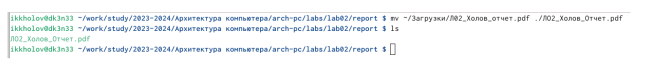 ikkholov@dk3n33 ~/work/study/2023-2024/Архитектура компьютера/arch-pc/labs/lab02/report $ mv ~/Загрузки/Л02_Холов_отчет.pdf ./Л02_Холов_Отчет.pdf
ikkholov@dk3n33 ~/work/study/2023-2024/Архитектура компьютера/arch-pc/labs/lab02/report $ ls
Л02_Холов_Отчет.pdf
ikkholov@dk3n33 ~/work/study/2023-2024/Архитектура компьютера/arch-pc/labs/lab02/report $